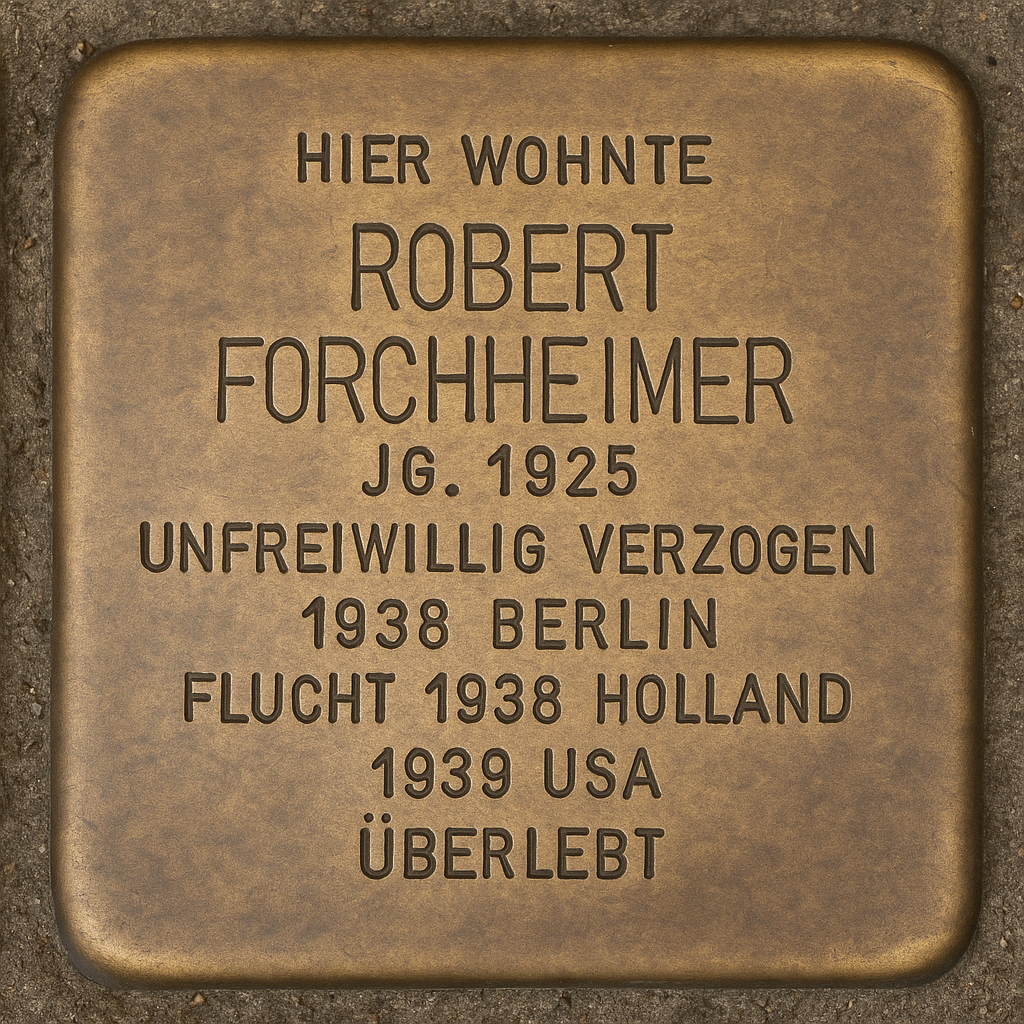 HIER WOHNTE
ROBERT
FORCHHEIMER
JG. 1925
UNFREIWILLIG VERZOGEN
1938 BERLIN
FLUCHT 1938 HOLLAND
1939 USA
ÜBERLEBT